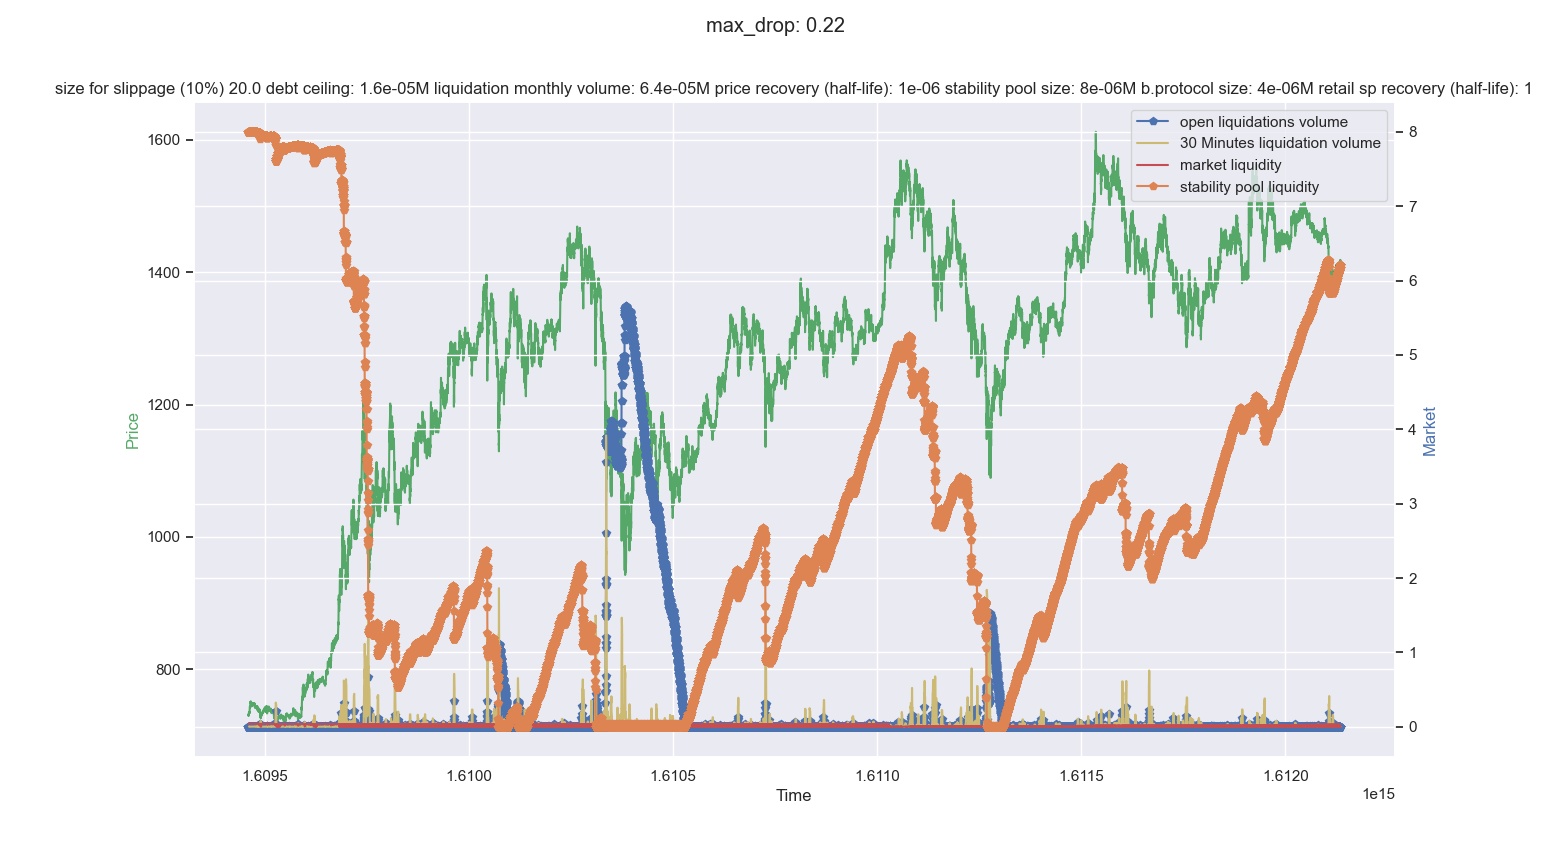 max_drop: 0.22
size for slippage (10%) 20.0 debt ceiling: 1.6e-05M liquidation monthly volume: 6.4e-05M price recovery (half-life): 1e-06 stability pool size: 8e-06M b.protocol size: 4e-06M retail sp recovery (half-life): 1
open liquidations volume
30 Minutes liquidation volume
market liquidity
stability pool liquidity
1600
1400
1200
1000
800
Price
8
7
6
5
4
3
2
1
0
Market
1.6095
1.6100
1.6105
1.6110
1.6115
1.6120
Time
1e15